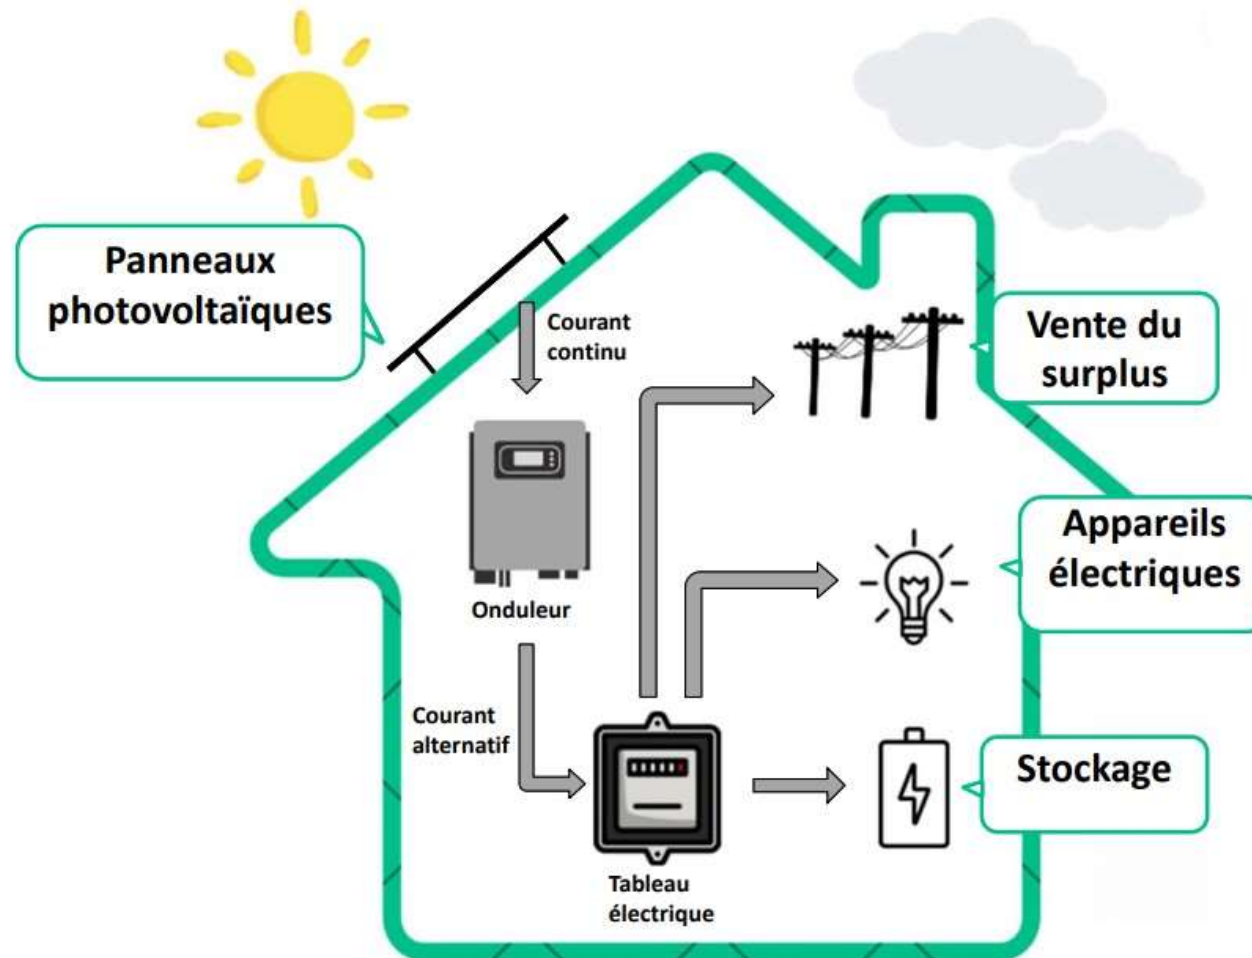 Panneaux
photovoltaïques
Courant
continu
Vente du
surplus
Onduleur
Appareils
électriques
Courant
alternatif
Stockage
Tableau
électrique